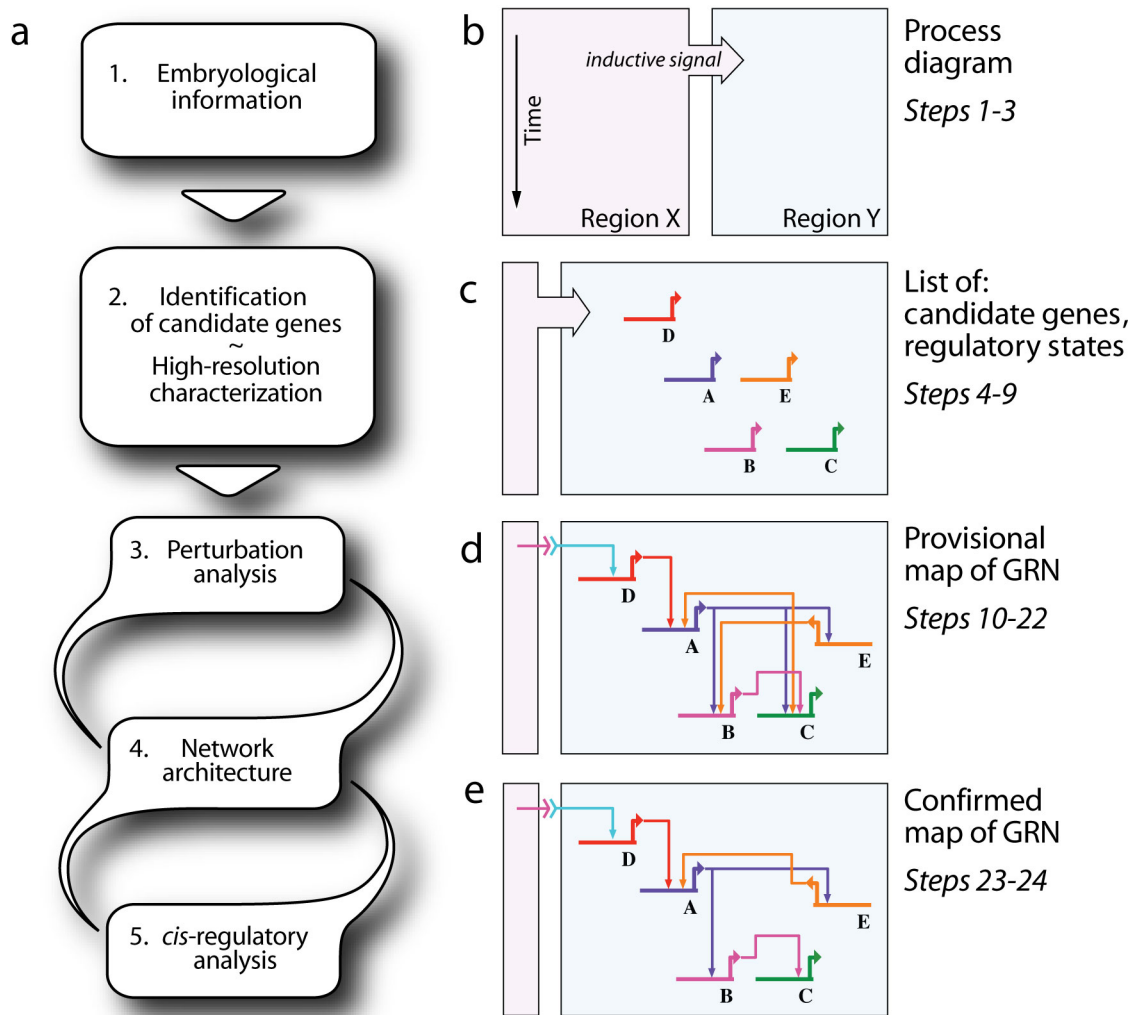 a
1. Embryological
information
2. Identification
of candidate genes
~
High-resolution
characterization
3. Perturbation
analysis
4. Network
architecture
5. cis-regulatory
analysis
b
Time
inductive signal
Region X
Region Y
Process
diagram
Steps 1-3
c
D
A
E
B
C
List of:
candidate genes,
regulatory states
Steps 4-9
d
D
A
E
B
C
Provisional
map of GRN
Steps 10-22
e
D
A
E
B
C
Confirmed
map of GRN
Steps 23-24